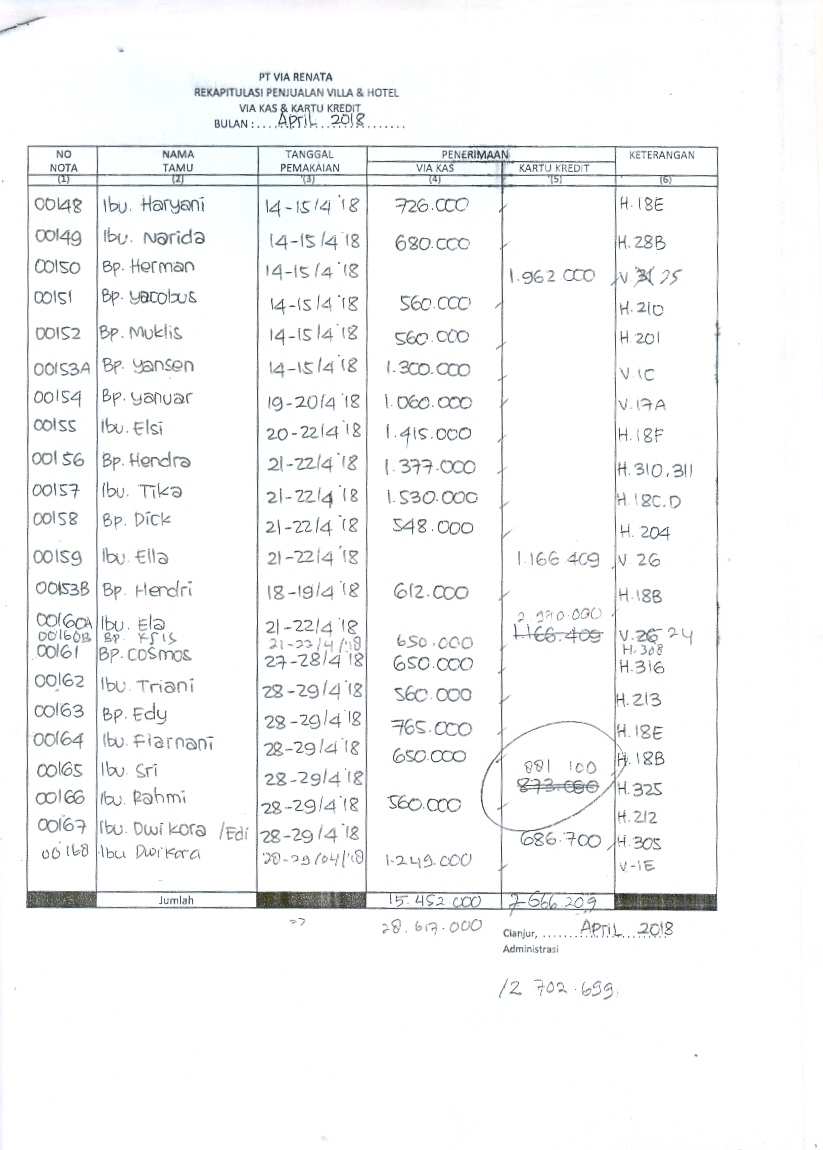 PT VIA RENATA
REKAPITULASI PENJUALAN VILLA & HOTEL
VIA KAS & KARTU KREDIT
BULAN : .... April 2018 ..............
NO NOTA NAMA TAMU TANGGAL PEMAKAIAN PENERIMAAN KETERANGAN
VIA KAS KARTU KREDIT
(1) (2) (3) (4) (5) (6)
00148 Ibu. Haryani 14-15/4 '18 726.000 H.18E
00149 Ibu. Narida 14-15/4 '18 680.000 H.28B
00150 Bp. Herman 14-15/4 '18 1.962 000 V 25
00151 Bp. Yacobus 14-15/4 '18 560.000 H.210
00152 Bp. Muklis 14-15/4 '18 560.000 H.201
00153A Bp. Yansen 14-15/4 '18 1.300.000 V.1C
00154 Bp. Yanuar 19-20/4 '18 1.060.000 V.17A
00155 Ibu. Elsi 20-22/4 '18 1.415.000 H.18F
00156 Bp. Hendra 21-22/4 '18 1.377.000 H.310.311
00157 Ibu. Tika 21-22/4 '18 1.530.000 H 18C.D
00158 Bp. Dick 21-22/4 '18 548.000 H. 204
00159 Ibu. Ella 21-22/4 '18 1.166 409 V. 26
00153B Bp. Hendri 18-19/4 '18 612.000 H.18B
00160A Ibu. Ela 21-22/4 '18 1.166.409 V.26 24
00160B Bp. 21-22/4/'18 650.000 H.308
00161 Bp. Cosmos 27-28/4 '18 650.000 H.316
00162 Ibu. Triani 28-29/4 '18 560.000 H.213
00163 Bp. Edy 28-29/4 '18 765.000 H.18E
00164 Ibu. Fiarnani 28-29/4 '18 650.000 H.18B
00165 Ibu. Sri 28-29/4 '18 881 100 H.325
00166 Ibu. Rahmi 28-29/4 '18 560.000 H.212
00167 Ibu. Dwikora /Edi 28-29/4 '18 686.700 H.305
00168 Ibu Dwikora 28-29/04/'18 1.249.000 V-1E
Jumlah 15.452 000 7 666 209
=> 28.617.000
Cianjur, ...... APRIL 2018
Administrasi
12 702.699